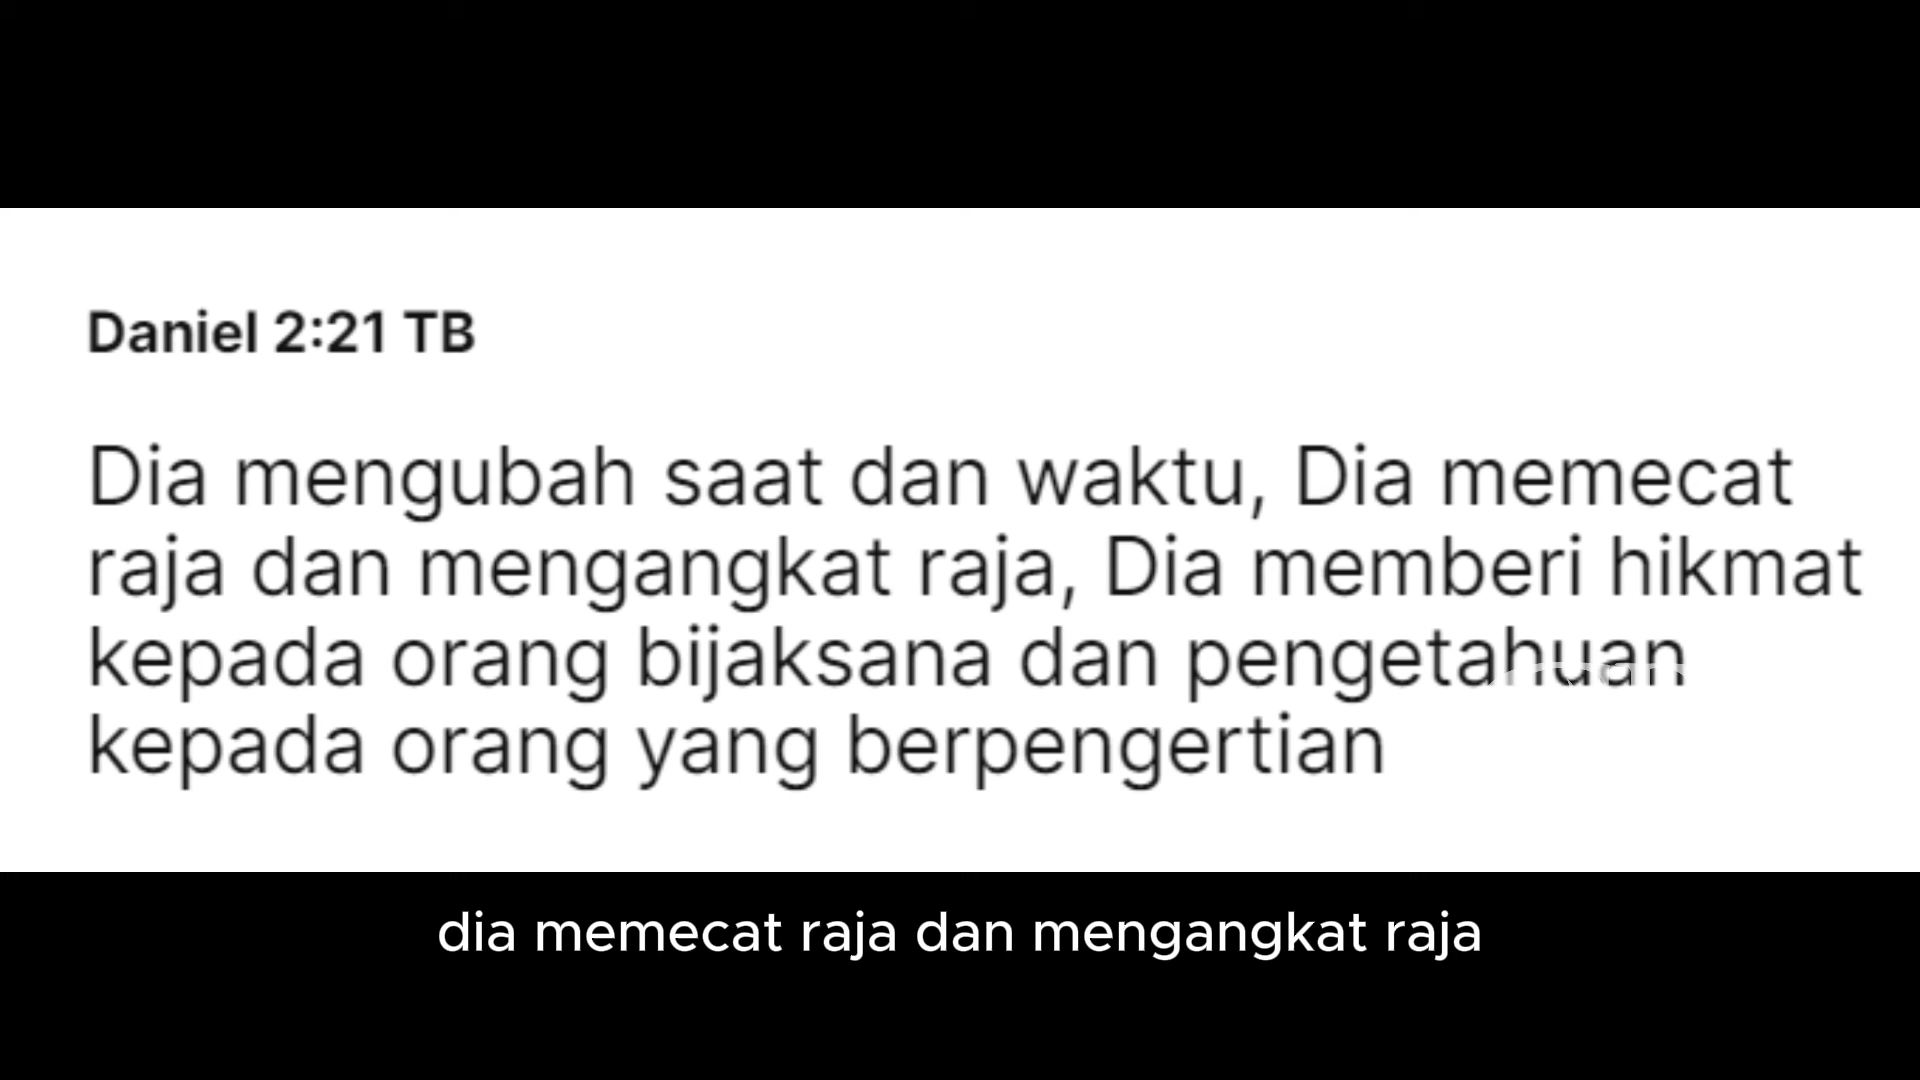 Daniel 2:21 TB
Dia mengubah saat dan waktu, Dia memecat
raja dan mengangkat raja, Dia memberi hikmat
kepada orang bijaksana dan pengetahuan
kepada orang yang berpengertian
dia memecat raja dan mengangkat raja